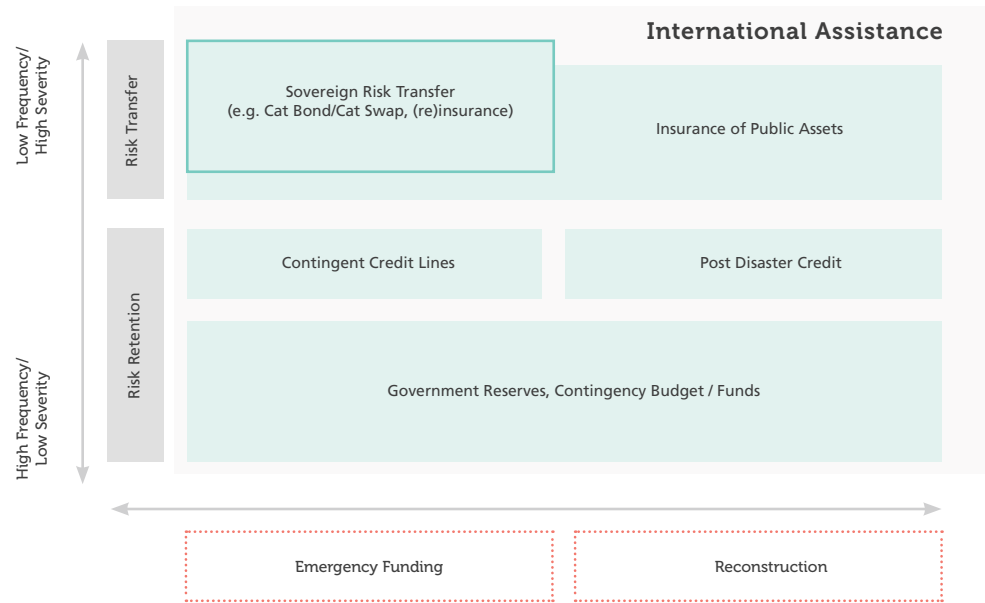 International Assistance
Low Frequency/
High Severity
Risk Transfer
Sovereign Risk Transfer
(e.g. Cat Bond/Cat Swap, (re)insurance)
Insurance of Public Assets
Contingent Credit Lines
Post Disaster Credit
Risk Retention
High Frequency/
Low Severity
Government Reserves, Contingency Budget / Funds
Emergency Funding
Reconstruction